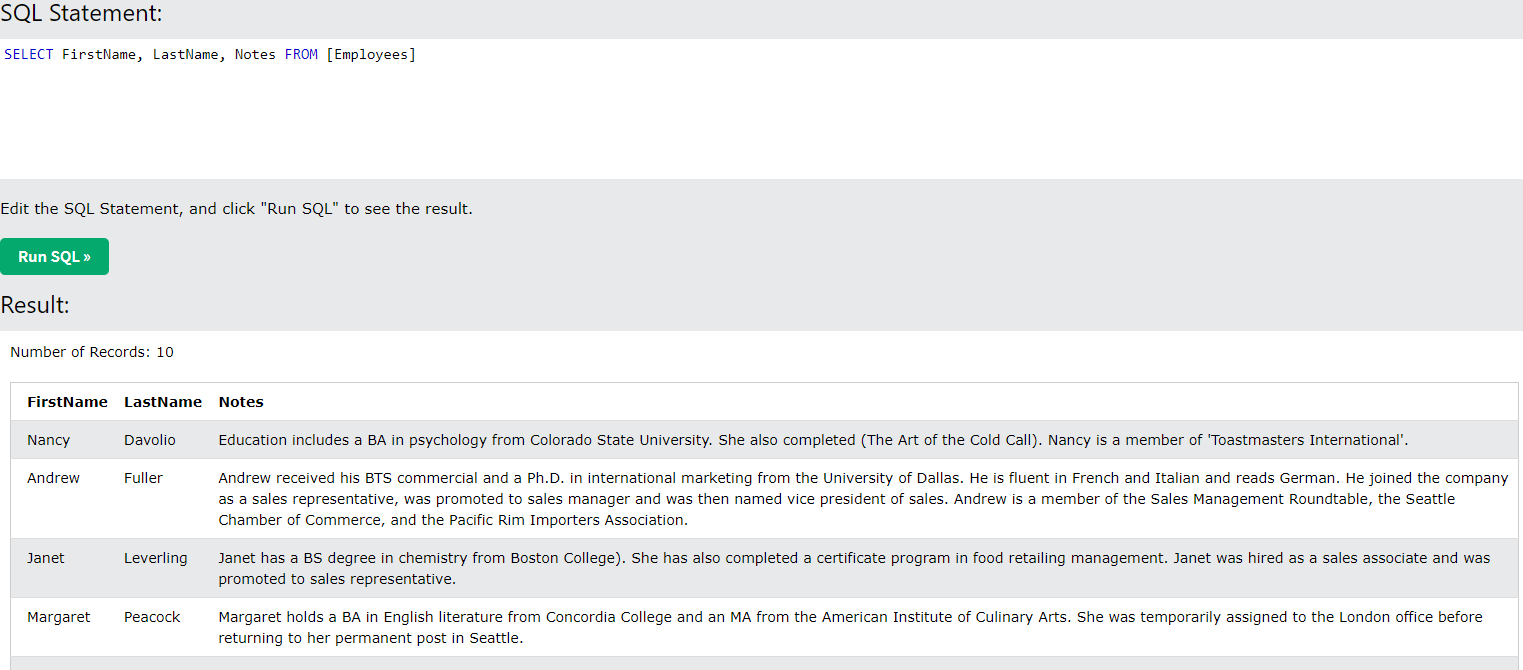 SQL Statement:
SELECT FirstName, LastName, Notes FROM [Employees]
Edit the SQL Statement, and click "Run SQL" to see the result.
Run SQL »
Result:
Number of Records: 10
FirstName LastName Notes
Nancy Davolio Education includes a BA in psychology from Colorado State University. She also completed (The Art of the Cold Call). Nancy is a member of 'Toastmasters International'.
Andrew Fuller Andrew received his BTS commercial and a Ph.D. in international marketing from the University of Dallas. He is fluent in French and Italian and reads German. He joined the company
as a sales representative, was promoted to sales manager and was then named vice president of sales. Andrew is a member of the Sales Management Roundtable, the Seattle
Chamber of Commerce, and the Pacific Rim Importers Association.
Janet Leverling Janet has a BS degree in chemistry from Boston College). She has also completed a certificate program in food retailing management. Janet was hired as a sales associate and was
promoted to sales representative.
Margaret Peacock Margaret holds a BA in English literature from Concordia College and an MA from the American Institute of Culinary Arts. She was temporarily assigned to the London office before
returning to her permanent post in Seattle.